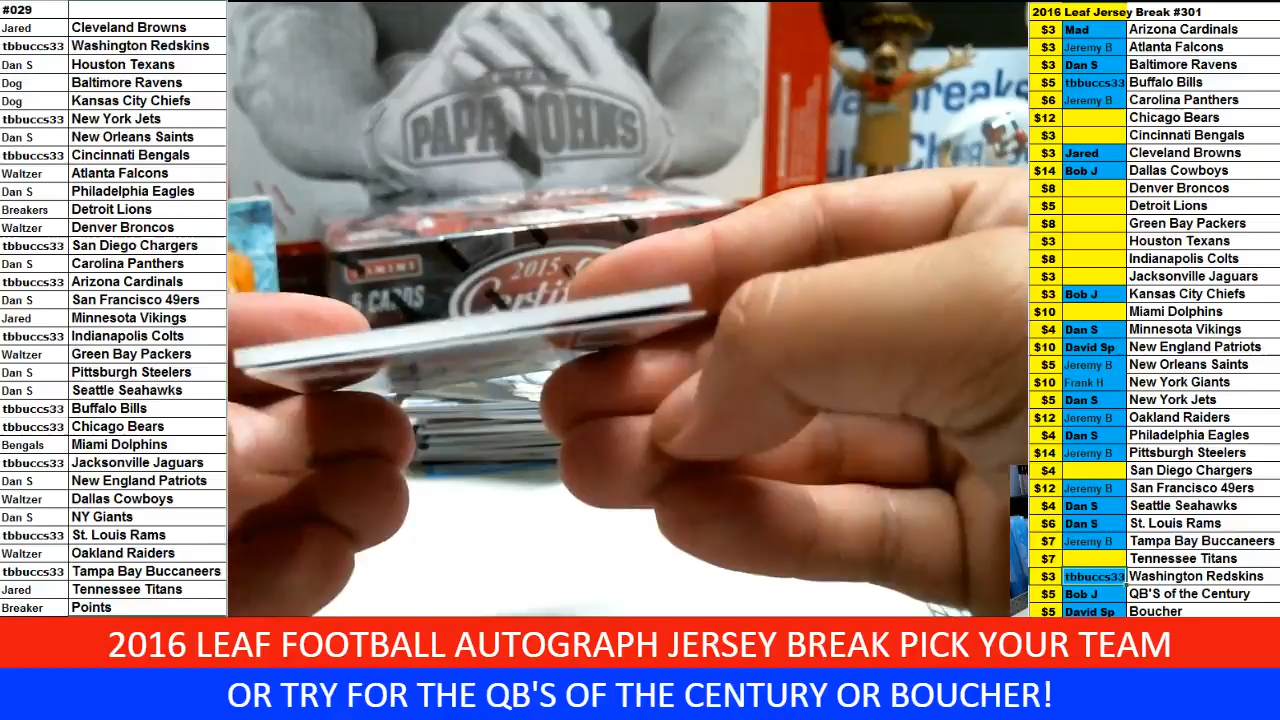 #029
Jared Cleveland Browns
tbbuccs33 Washington Redskins
Dan S Houston Texans
Dog Baltimore Ravens
Dog Kansas City Chiefs
tbbuccs33 New York Jets
Dan S New Orleans Saints
tbbuccs33 Cincinnati Bengals
Waltzer Atlanta Falcons
Dan S Philadelphia Eagles
Breakers Detroit Lions
Waltzer Denver Broncos
tbbuccs33 San Diego Chargers
Dan S Carolina Panthers
tbbuccs33 Arizona Cardinals
Dan S San Francisco 49ers
Jared Minnesota Vikings
tbbuccs33 Indianapolis Colts
Waltzer Green Bay Packers
Dan S Pittsburgh Steelers
Dan S Seattle Seahawks
tbbuccs33 Buffalo Bills
tbbuccs33 Chicago Bears
Bengals Miami Dolphins
tbbuccs33 Jacksonville Jaguars
Dan S New England Patriots
Waltzer Dallas Cowboys
Dan S NY Giants
tbbuccs33 St. Louis Rams
Waltzer Oakland Raiders
tbbuccs33 Tampa Bay Buccaneers
Jared Tennessee Titans
Breaker Points
PAPA JOHNS
PANINI
2015
5 CARDS
2016 Leaf Jersey Break #301
$3 Mad Arizona Cardinals
$3 Jeremy B Atlanta Falcons
$3 Dan S Baltimore Ravens
$5 tbbuccs33 Buffalo Bills
$6 Jeremy B Carolina Panthers
$12 Chicago Bears
$3 Cincinnati Bengals
$3 Jared Cleveland Browns
$14 Bob J Dallas Cowboys
$8 Denver Broncos
$5 Detroit Lions
$8 Green Bay Packers
$3 Houston Texans
$8 Indianapolis Colts
$3 Jacksonville Jaguars
$3 Bob J Kansas City Chiefs
$10 Miami Dolphins
$4 Dan S Minnesota Vikings
$10 David Sp New England Patriots
$5 Jeremy B New Orleans Saints
$10 Frank H New York Giants
$5 Dan S New York Jets
$12 Jeremy B Oakland Raiders
$4 Dan S Philadelphia Eagles
$14 Jeremy B Pittsburgh Steelers
$4 San Diego Chargers
$12 Jeremy B San Francisco 49ers
$4 Dan S Seattle Seahawks
$6 Dan S St. Louis Rams
$7 Jeremy B Tampa Bay Buccaneers
$7 Tennessee Titans
$3 tbbuccs33 Washington Redskins
$5 Bob J QB'S of the Century
$5 David Sp Boucher
2016 LEAF FOOTBALL AUTOGRAPH JERSEY BREAK PICK YOUR TEAM
OR TRY FOR THE QB'S OF THE CENTURY OR BOUCHER!